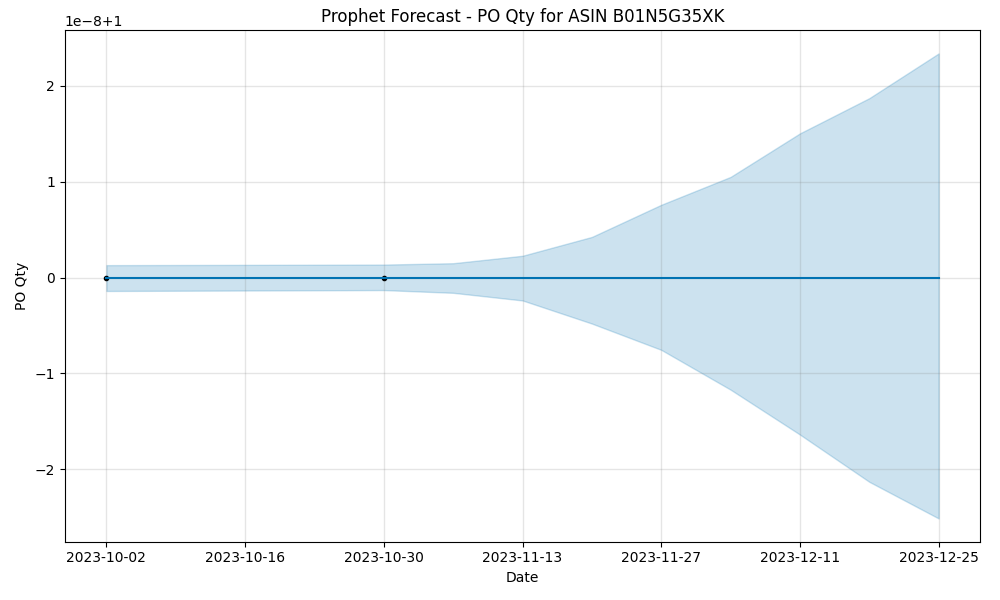 Prophet Forecast - PO Qty for ASIN B01N5G35XK
1e−8+1
2
1
0
−1
−2
PO Qty
2023-10-02 2023-10-16 2023-10-30 2023-11-13 2023-11-27 2023-12-11 2023-12-25
Date